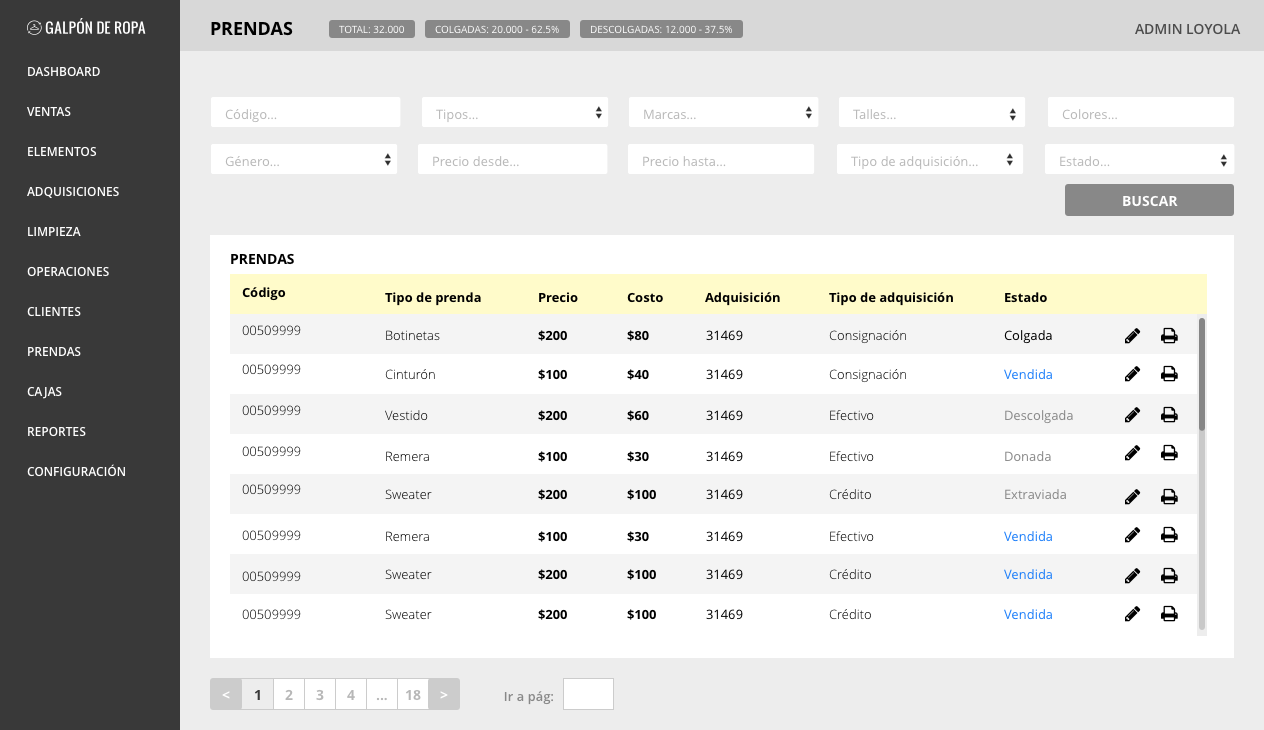 GALPÓN DE ROPA
DASHBOARD
VENTAS
ELEMENTOS
ADQUISICIONES
LIMPIEZA
OPERACIONES
CLIENTES
PRENDAS
CAJAS
REPORTES
CONFIGURACIÓN
PRENDAS TOTAL: 32.000 COLGADAS: 20.000 - 62.5% DESCOLGADAS: 12.000 - 37.5% ADMIN LOYOLA
Código... Tipos... Marcas... Talles... Colores...
Género... Precio desde... Precio hasta... Tipo de adquisición... Estado...
BUSCAR
PRENDAS
Código Tipo de prenda Precio Costo Adquisición Tipo de adquisición Estado
00509999 Botinetas $200 $80 31469 Consignación Colgada
00509999 Cinturón $100 $40 31469 Consignación Vendida
00509999 Vestido $200 $60 31469 Efectivo Descolgada
00509999 Remera $100 $30 31469 Efectivo Donada
00509999 Sweater $200 $100 31469 Crédito Extraviada
00509999 Remera $100 $30 31469 Efectivo Vendida
00509999 Sweater $200 $100 31469 Crédito Vendida
00509999 Sweater $200 $100 31469 Crédito Vendida
< 1 2 3 4 ... 18 > Ir a pág: